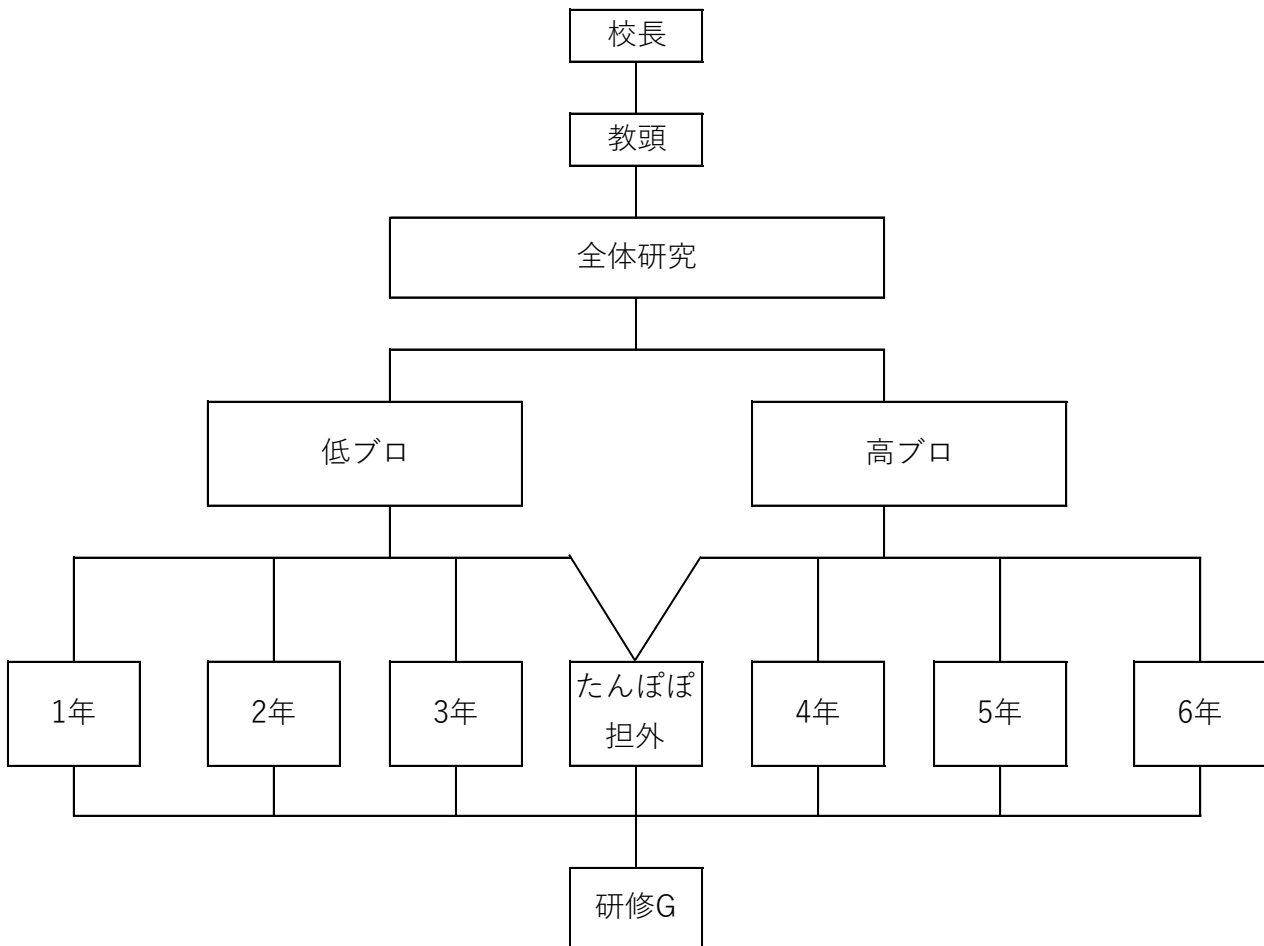 校長
教頭
全体研究
低ブロ
高ブロ
1年
2年
3年
たんぽぽ
担外
4年
5年
6年
研修G